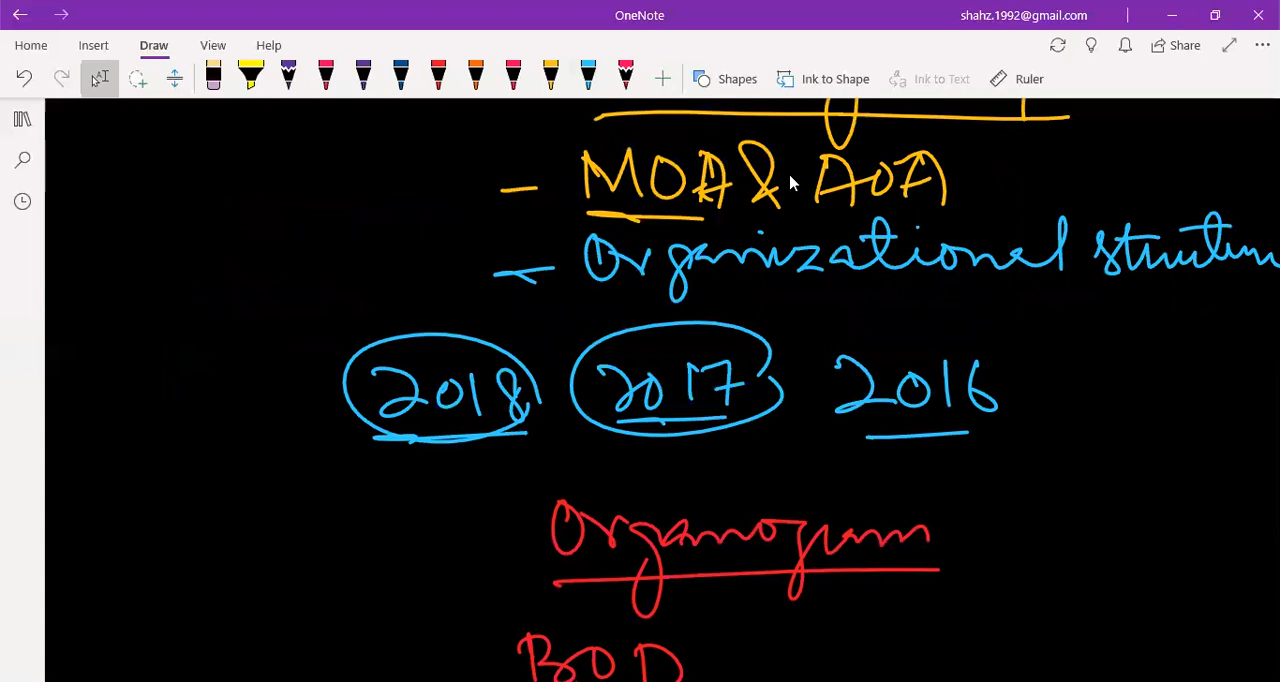 OneNote
shahz.1992@gmail.com
Home Insert Draw View Help
Share
Shapes Ink to Shape Ink to Text Ruler
- MOA & AOA
- Organizational structure
2018 2017 2016
Organogram
BOD